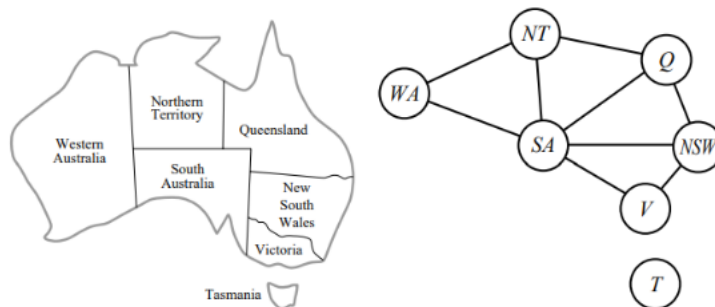 Northern
Territory
Western
Australia
Queensland
South
Australia
New
South
Wales
Victoria
Tasmania
NT
Q
WA
SA
NSW
V
T